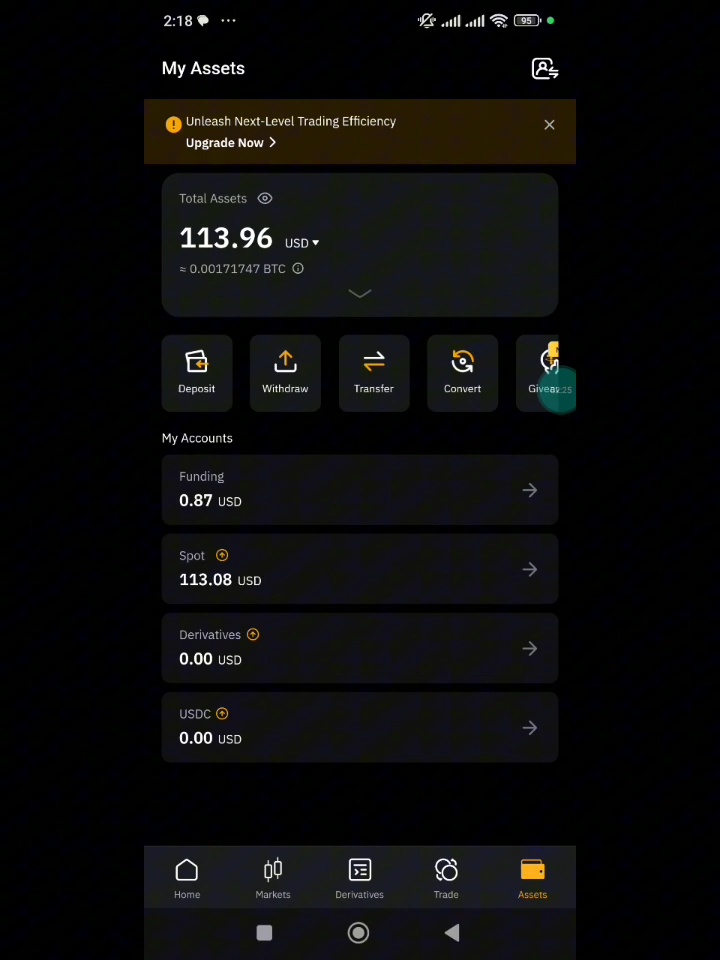 2:18
95
My Assets
Unleash Next-Level Trading Efficiency
Upgrade Now
Total Assets
113.96 USD
≈ 0.00171747 BTC
Deposit
Withdraw
Transfer
Convert
My Accounts
Funding
0.87 USD
Spot
113.08 USD
Derivatives
0.00 USD
USDC
0.00 USD
Home
Markets
Derivatives
Trade
Assets